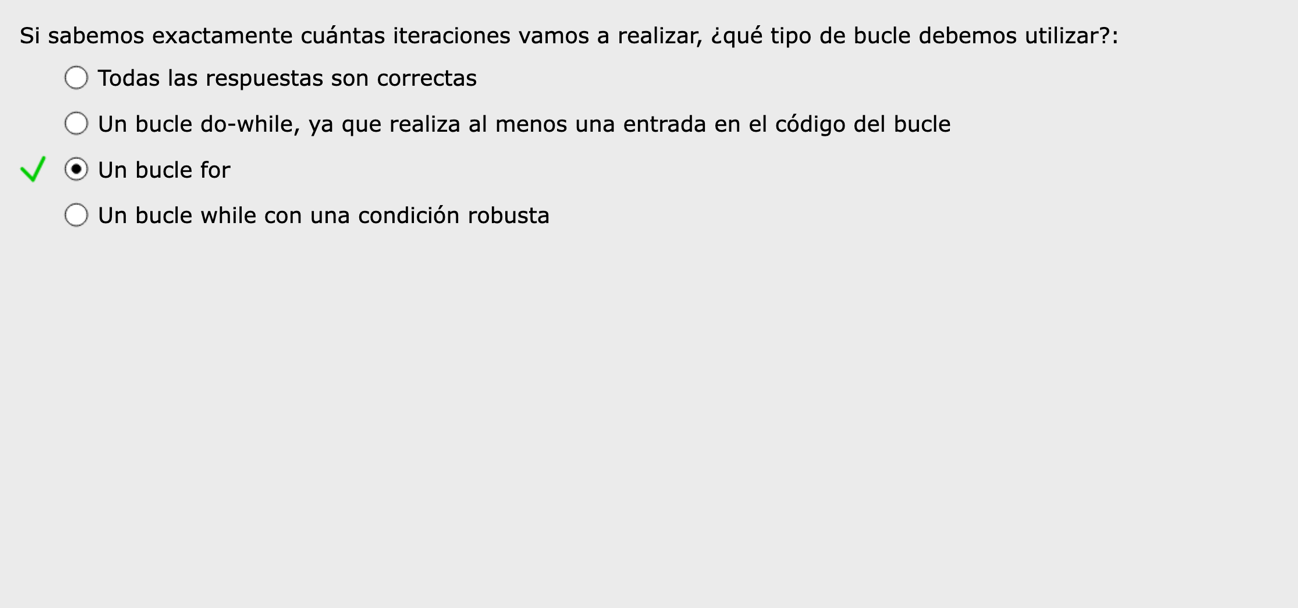 Si sabemos exactamente cuántas iteraciones vamos a realizar, ¿qué tipo de bucle debemos utilizar?:
Todas las respuestas son correctas
Un bucle do-while, ya que realiza al menos una entrada en el código del bucle
Un bucle for
Un bucle while con una condición robusta